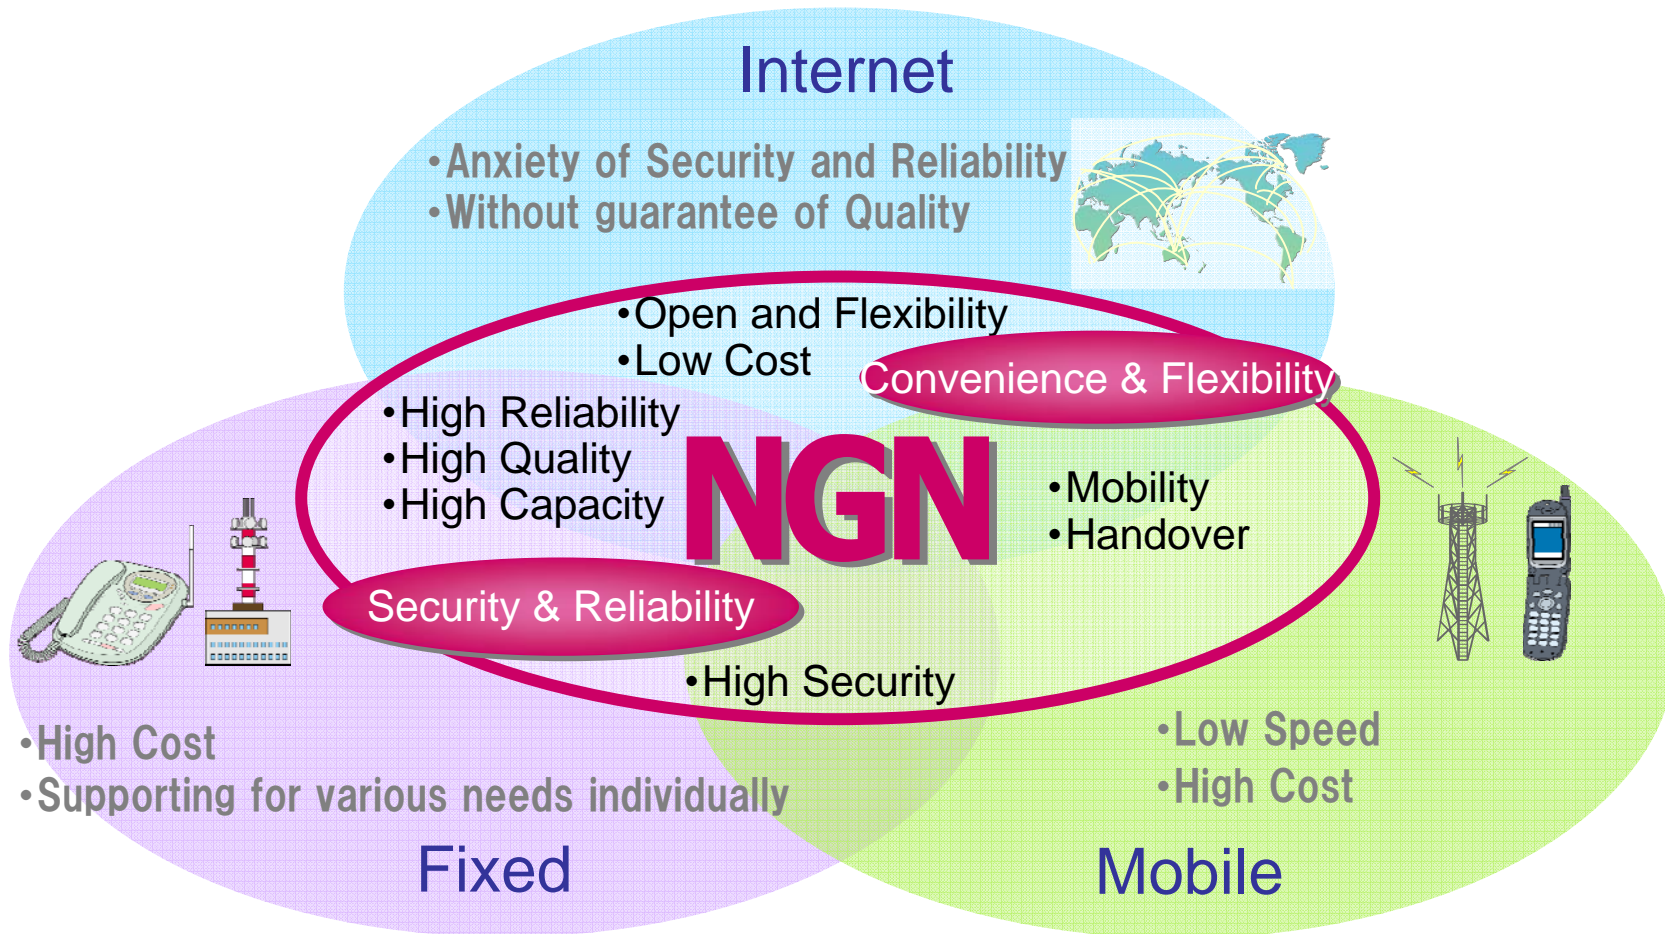 Internet
•Anxiety of Security and Reliability
•Without guarantee of Quality
•Open and Flexibility
•Low Cost
Convenience & Flexibility
•High Reliability
•High Quality
•High Capacity
NGN
•Mobility
•Handover
Security & Reliability
•High Security
•High Cost
•Supporting for various needs individually
•Low Speed
•High Cost
Fixed
Mobile